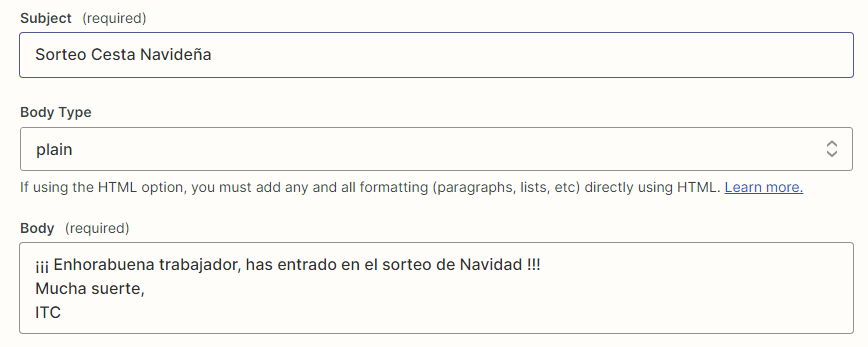 Subject (required)
Sorteo Cesta Navideña
Body Type
plain
If using the HTML option, you must add any and all formatting (paragraphs, lists, etc) directly using HTML. Learn more.
Body (required)
¡¡¡ Enhorabuena trabajador, has entrado en el sorteo de Navidad !!!
Mucha suerte,
ITC